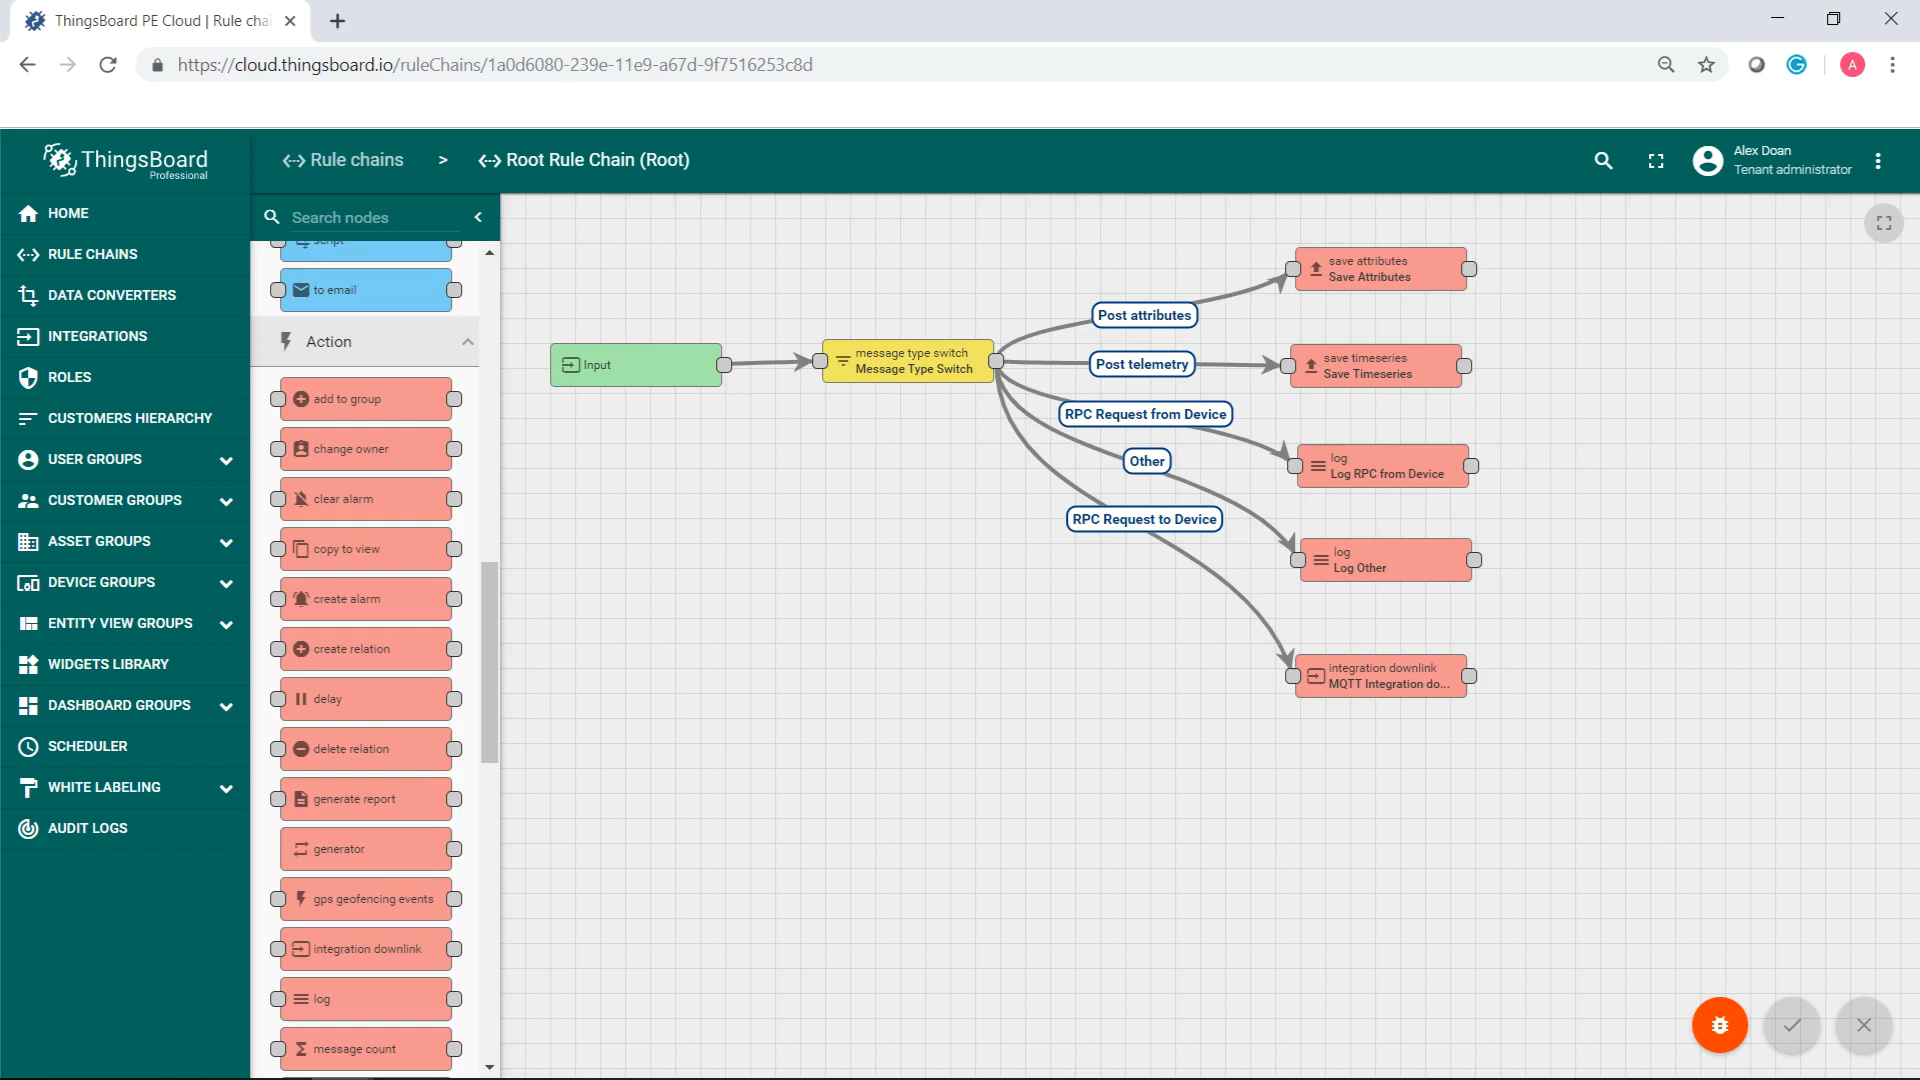 ThingsBoard PE Cloud | Rule chai
https://cloud.thingsboard.io/ruleChains/1a0d6080-239e-11e9-a67d-9f7516253c8d
A
ThingsBoard
Professional
Rule chains > Root Rule Chain (Root)
Alex Doan
Tenant administrator
HOME
RULE CHAINS
DATA CONVERTERS
INTEGRATIONS
ROLES
CUSTOMERS HIERARCHY
USER GROUPS
CUSTOMER GROUPS
ASSET GROUPS
DEVICE GROUPS
ENTITY VIEW GROUPS
WIDGETS LIBRARY
DASHBOARD GROUPS
SCHEDULER
WHITE LABELING
AUDIT LOGS
Search nodes
script
to email
Action
add to group
change owner
clear alarm
copy to view
create alarm
create relation
delay
delete relation
generate report
generator
gps geofencing events
integration downlink
log
message count
Input
message type switch
Message Type Switch
Post attributes
Post telemetry
RPC Request from Device
Other
RPC Request to Device
save attributes
Save Attributes
save timeseries
Save Timeseries
log
Log RPC from Device
log
Log Other
integration downlink
MQTT Integration do...